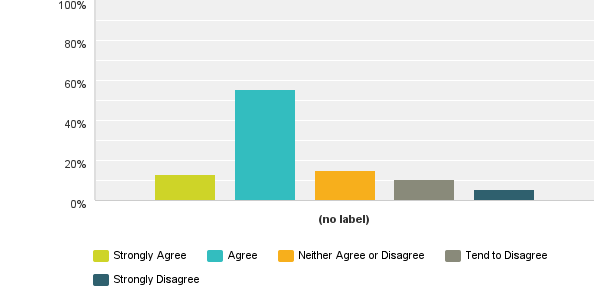 100%
80%
60%
40%
20%
0%
(no label)
Strongly Agree Agree Neither Agree or Disagree Tend to Disagree
Strongly Disagree